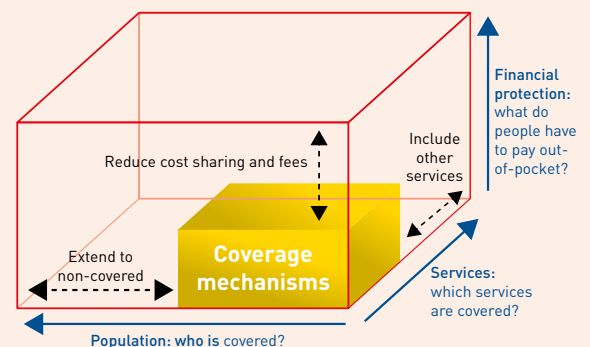 Financial
protection:
what do
people have
to pay out-
of-pocket?
Include
other
services
Reduce cost sharing and fees
Extend to
non-covered
Coverage
mechanisms
Services:
which services
are covered?
Population: who is covered?